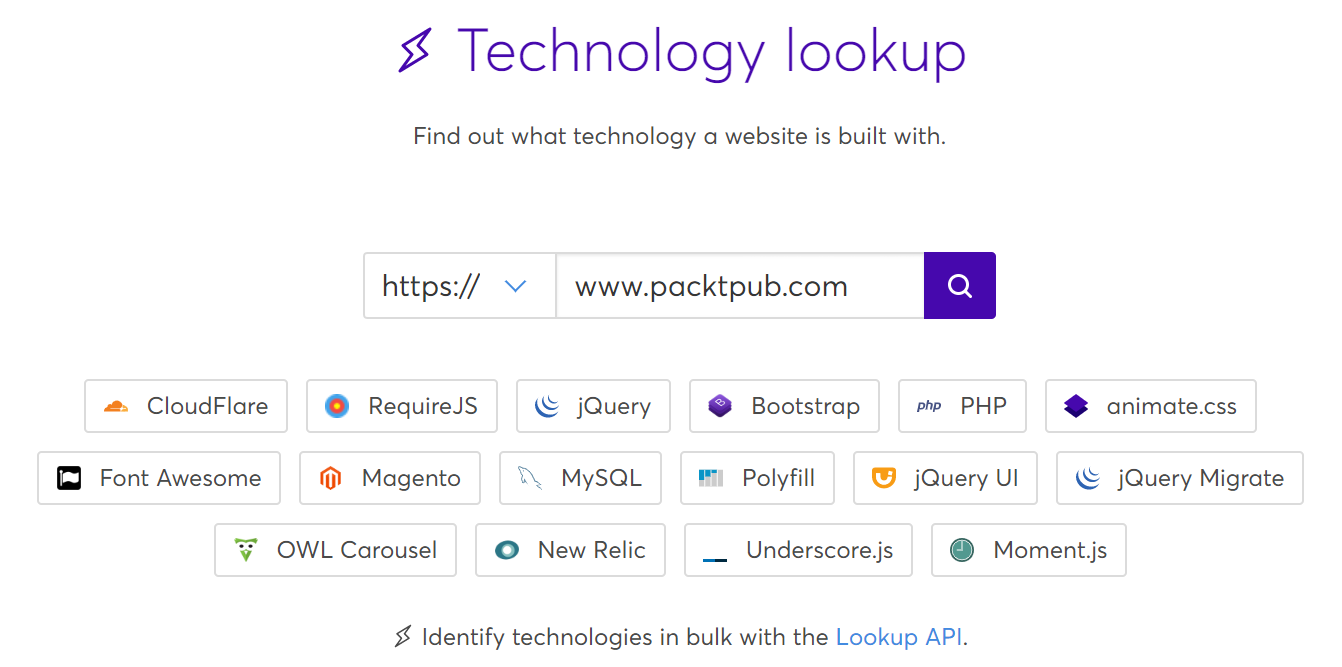 Technology lookup
Find out what technology a website is built with.
https:// www.packtpub.com
CloudFlare RequireJS jQuery Bootstrap php PHP animate.css
Font Awesome Magento MySQL Polyfill jQuery UI jQuery Migrate
OWL Carousel New Relic Underscore.js Moment.js
Identify technologies in bulk with the Lookup API.